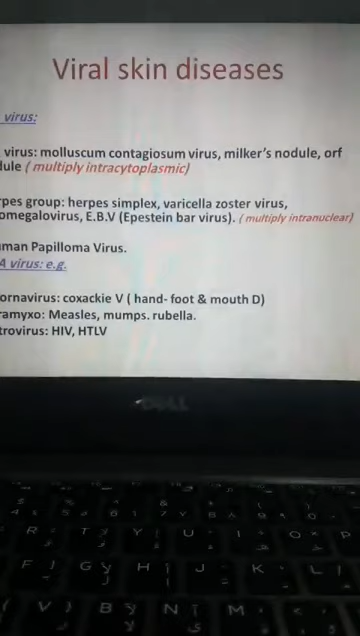 Viral skin diseases
virus:
virus: molluscum contagiosum virus, milker's nodule, orf
dule ( multiply intracytoplasmic)
rpes group: herpes simplex, varicella zoster virus,
omegalovirus, E.B.V (Epestein bar virus). ( multiply intranuclear)
man Papilloma Virus.
A virus: e.g.
ornavirus: coxackie V ( hand- foot & mouth D)
ramyxo: Measles, mumps. rubella.
trovirus: HIV, HTLV
DELL
R T Y U I O P
F G H J K L
V B N M